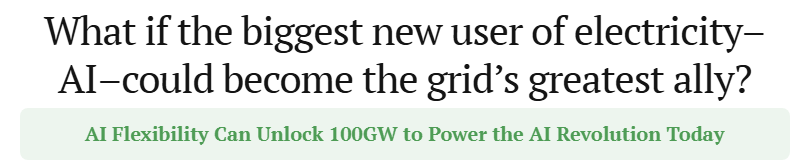 What if the biggest new user of electricity–
AI–could become the grid’s greatest ally?
AI Flexibility Can Unlock 100GW to Power the AI Revolution Today